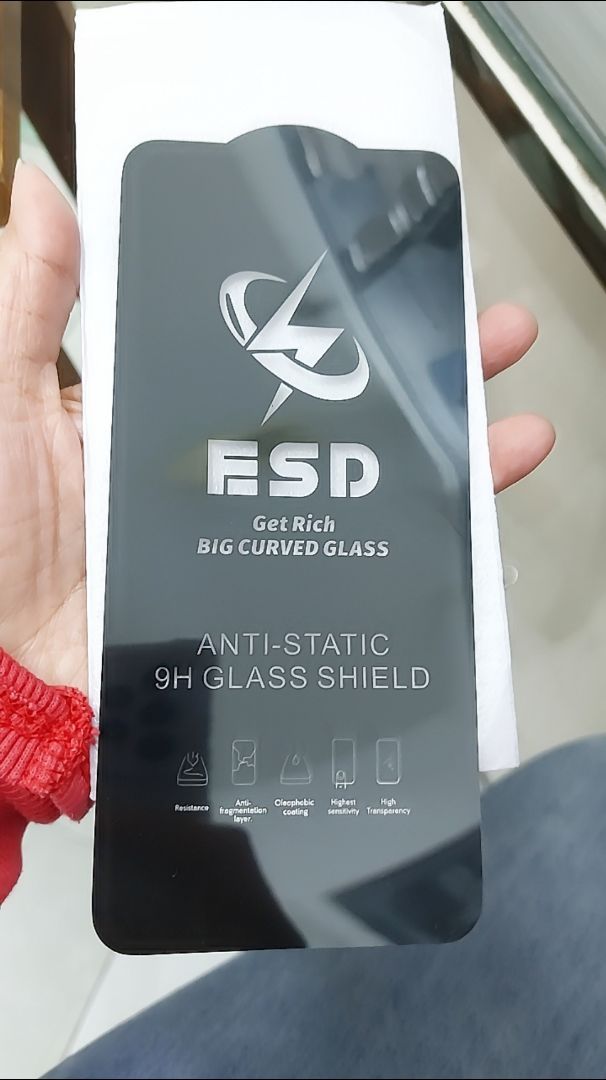 ESD
Get Rich
BIG CURVED GLASS
ANTI-STATIC
9H GLASS SHIELD
Resistance
Anti-
fragmentation
layer.
Oleophobic
coating
Highest
sensitivity
High
Transparency